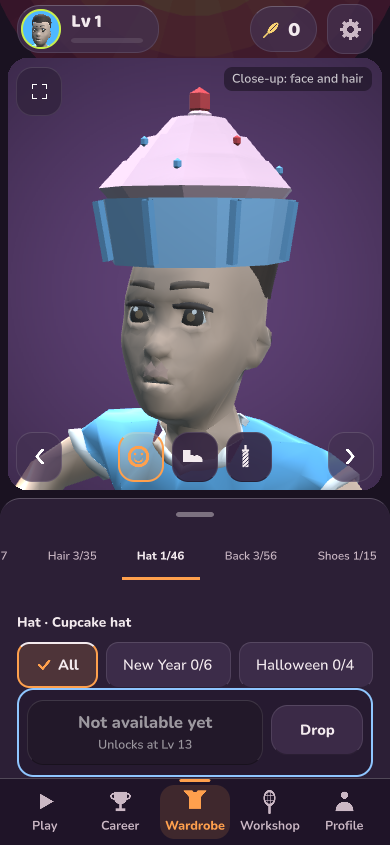 Lv 1
0
Close-up: face and hair
7
Hair 3/35
Hat 1/46
Back 3/56
Shoes 1/15
Hat · Cupcake hat
All
New Year 0/6
Halloween 0/4
Not available yet
Unlocks at Lv 13
Drop
Play
Career
Wardrobe
Workshop
Profile